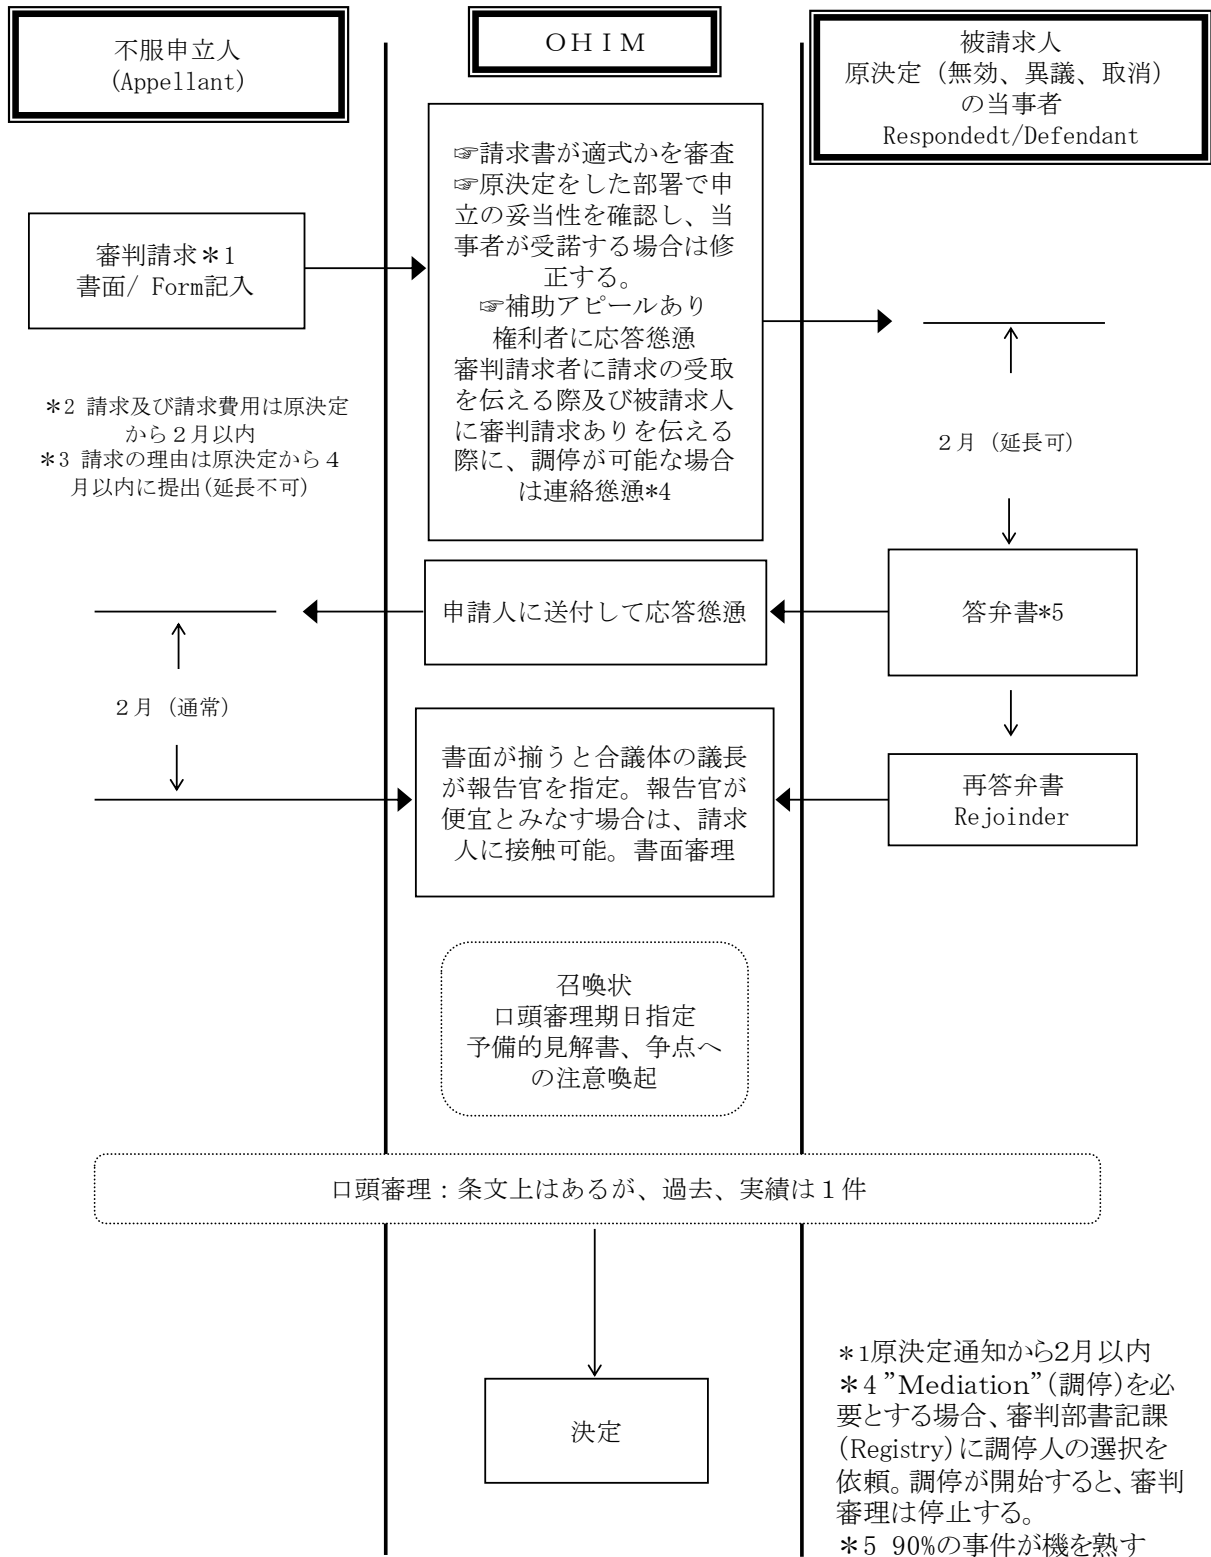 不服申立人
(Appellant)
ＯＨＩＭ
被請求人
原決定（無効、異議、取消）
の当事者
Respondedt/Defendant
☞請求書が適式かを審査
☞原決定をした部署で申
立の妥当性を確認し、当
事者が受諾する場合は修
正する。
☞補助アピールあり
権利者に応答慫慂
審判請求者に請求の受取
を伝える際及び被請求人
に審判請求ありを伝える
際に、調停が可能な場合
は連絡慫慂*4
審判請求＊1
書面/ Form記入
＊2 請求及び請求費用は原決定
から２月以内
＊3 請求の理由は原決定から４
月以内に提出(延長不可)
２月（延長可）
申請人に送付して応答慫慂
答弁書*5
２月（通常）
書面が揃うと合議体の議長
が報告官を指定。報告官が
便宜とみなす場合は、請求
人に接触可能。書面審理
再答弁書
Rejoinder
召喚状
口頭審理期日指定
予備的見解書、争点へ
の注意喚起
口頭審理：条文上はあるが、過去、実績は１件
決定
＊1原決定通知から2月以内
＊4 ”Mediation”(調停)を必
要とする場合、審判部書記課
(Registry)に調停人の選択を
依頼。調停が開始すると、審判
審理は停止する。
＊5 90%の事件が機を熟す